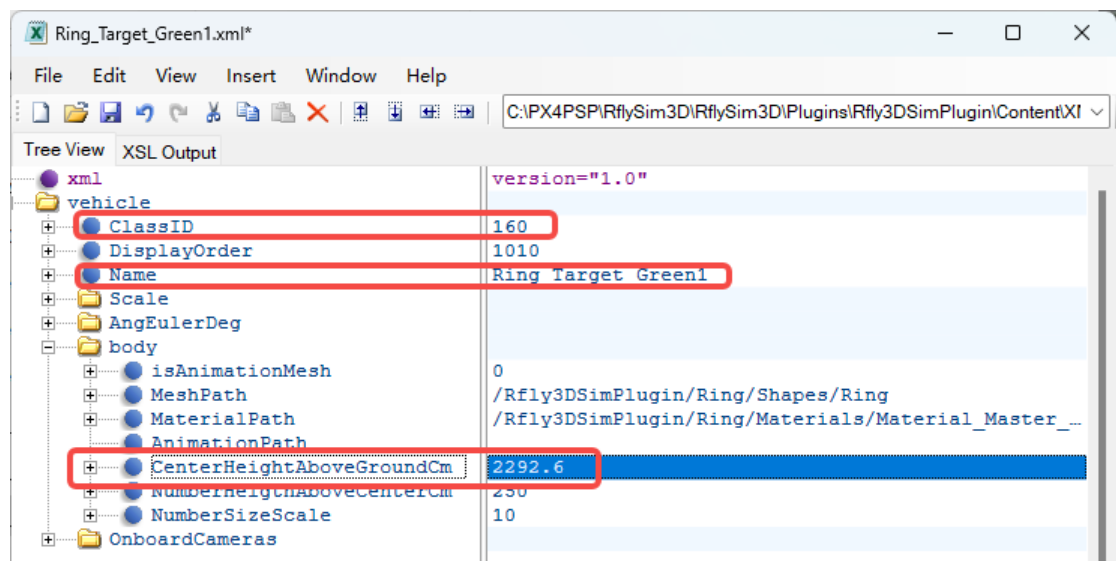 Ring_Target_Green1.xml*
File Edit View Insert Window Help
C:\PX4PSP\RflySim3D\RflySim3D\Plugins\Rfly3DSimPlugin\Content\XI
Tree View XSL Output
xml version="1.0"
vehicle
ClassID 160
DisplayOrder 1010
Name Ring Target Green1
Scale
AngEulerDeg
body
isAnimationMesh 0
MeshPath /Rfly3DSimPlugin/Ring/Shapes/Ring
MaterialPath /Rfly3DSimPlugin/Ring/Materials/Material_Master_…
AnimationPath
CenterHeightAboveGroundCm 2292.6
NumberHeigthAboveCenterCm 250
NumberSizeScale 10
OnboardCameras